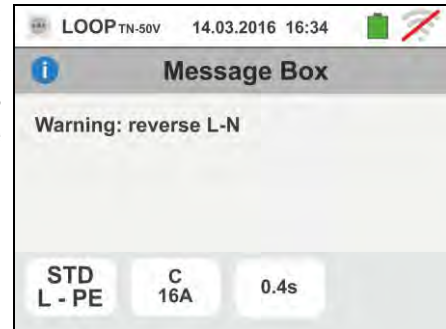 LOOP TN-50V 14.03.2016 16:34
Message Box
Warning: reverse L-N
STD
L - PE
C
16A
0.4s